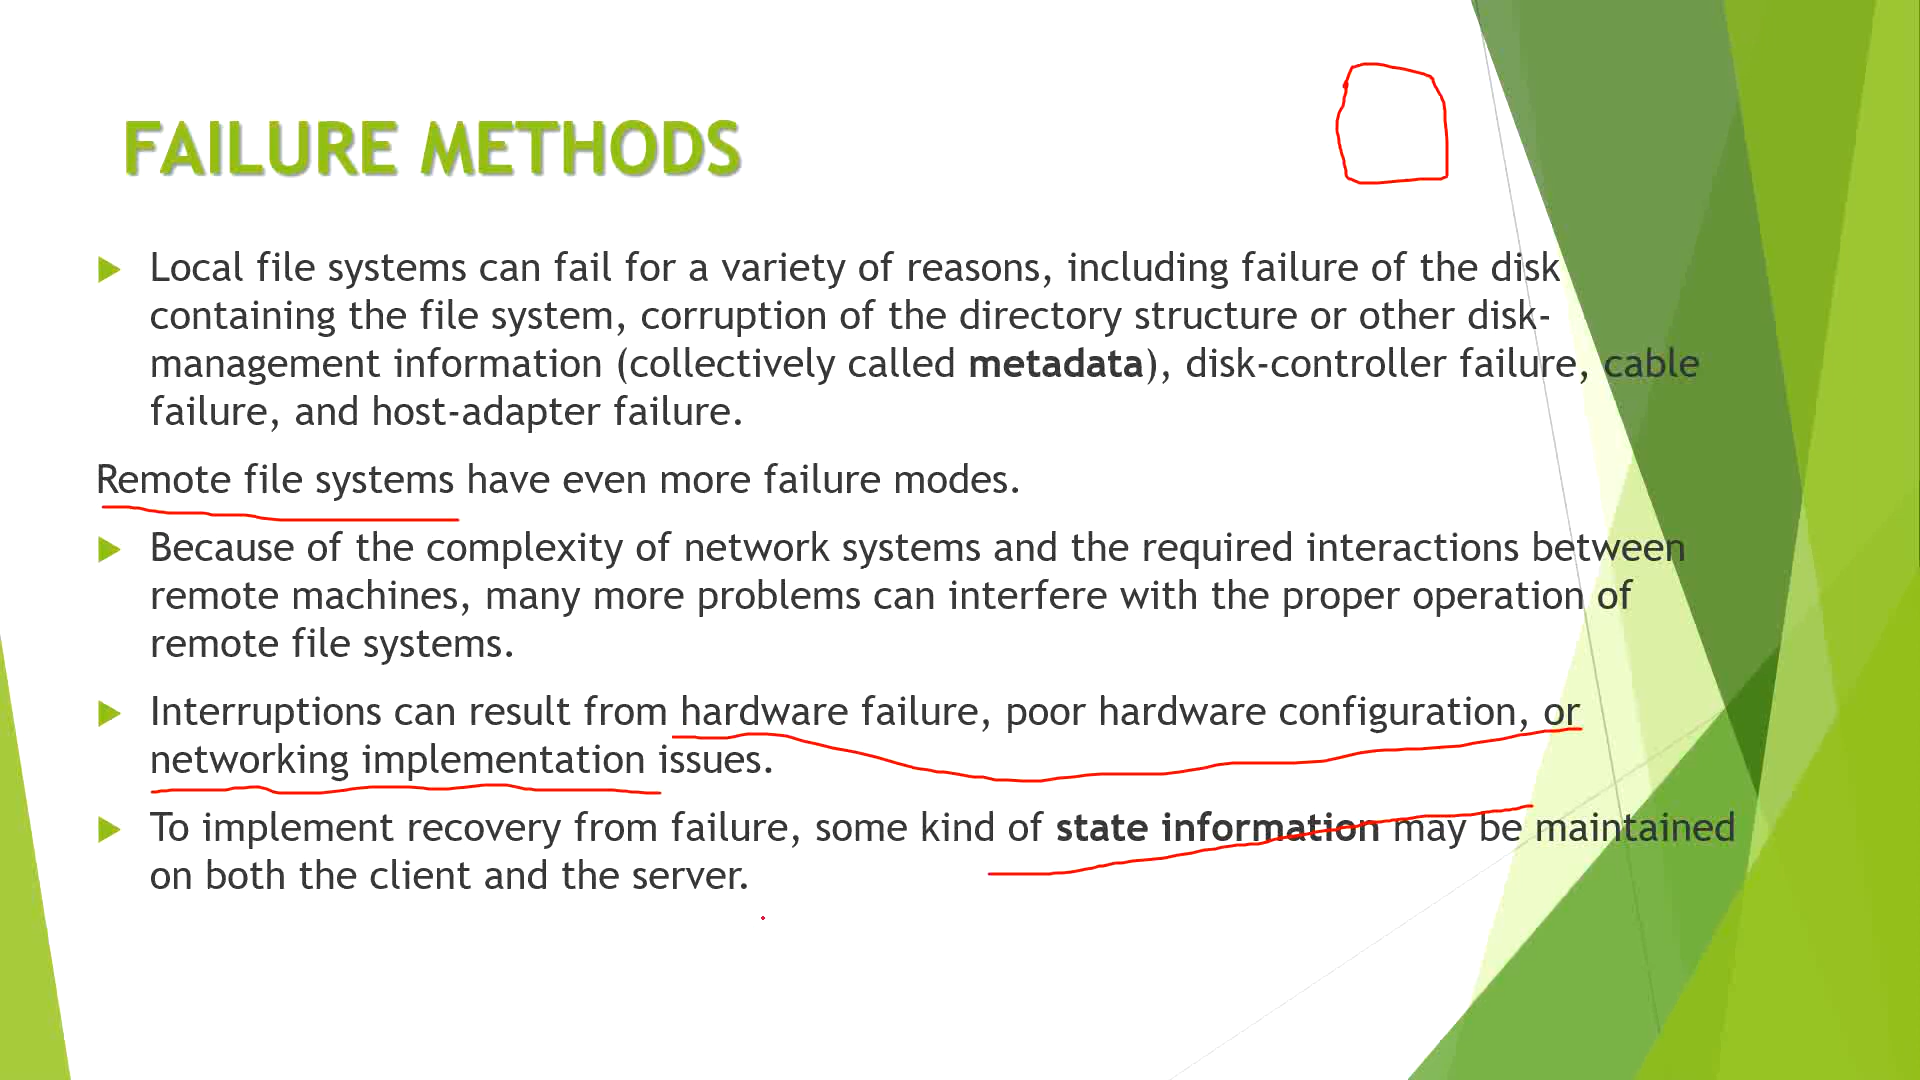 FAILURE METHODS
Local file systems can fail for a variety of reasons, including failure of the disk
containing the file system, corruption of the directory structure or other disk-
management information (collectively called metadata), disk-controller failure, cable
failure, and host-adapter failure.
Remote file systems have even more failure modes.
Because of the complexity of network systems and the required interactions between
remote machines, many more problems can interfere with the proper operation of
remote file systems.
Interruptions can result from hardware failure, poor hardware configuration, or
networking implementation issues.
To implement recovery from failure, some kind of state information may be maintained
on both the client and the server.